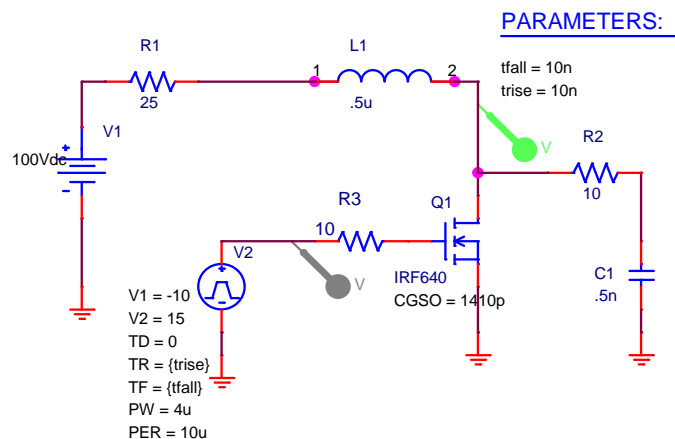 PARAMETERS:
tfall = 10n
trise = 10n
R1
25
1
L1
2
.5u
V
V1
100Vdc
R2
10
R3
10
Q1
V
IRF640
CGSO = 1410p
C1
.5n
V2
V1 = -10
V2 = 15
TD = 0
TR = {trise}
TF = {tfall}
PW = 4u
PER = 10u